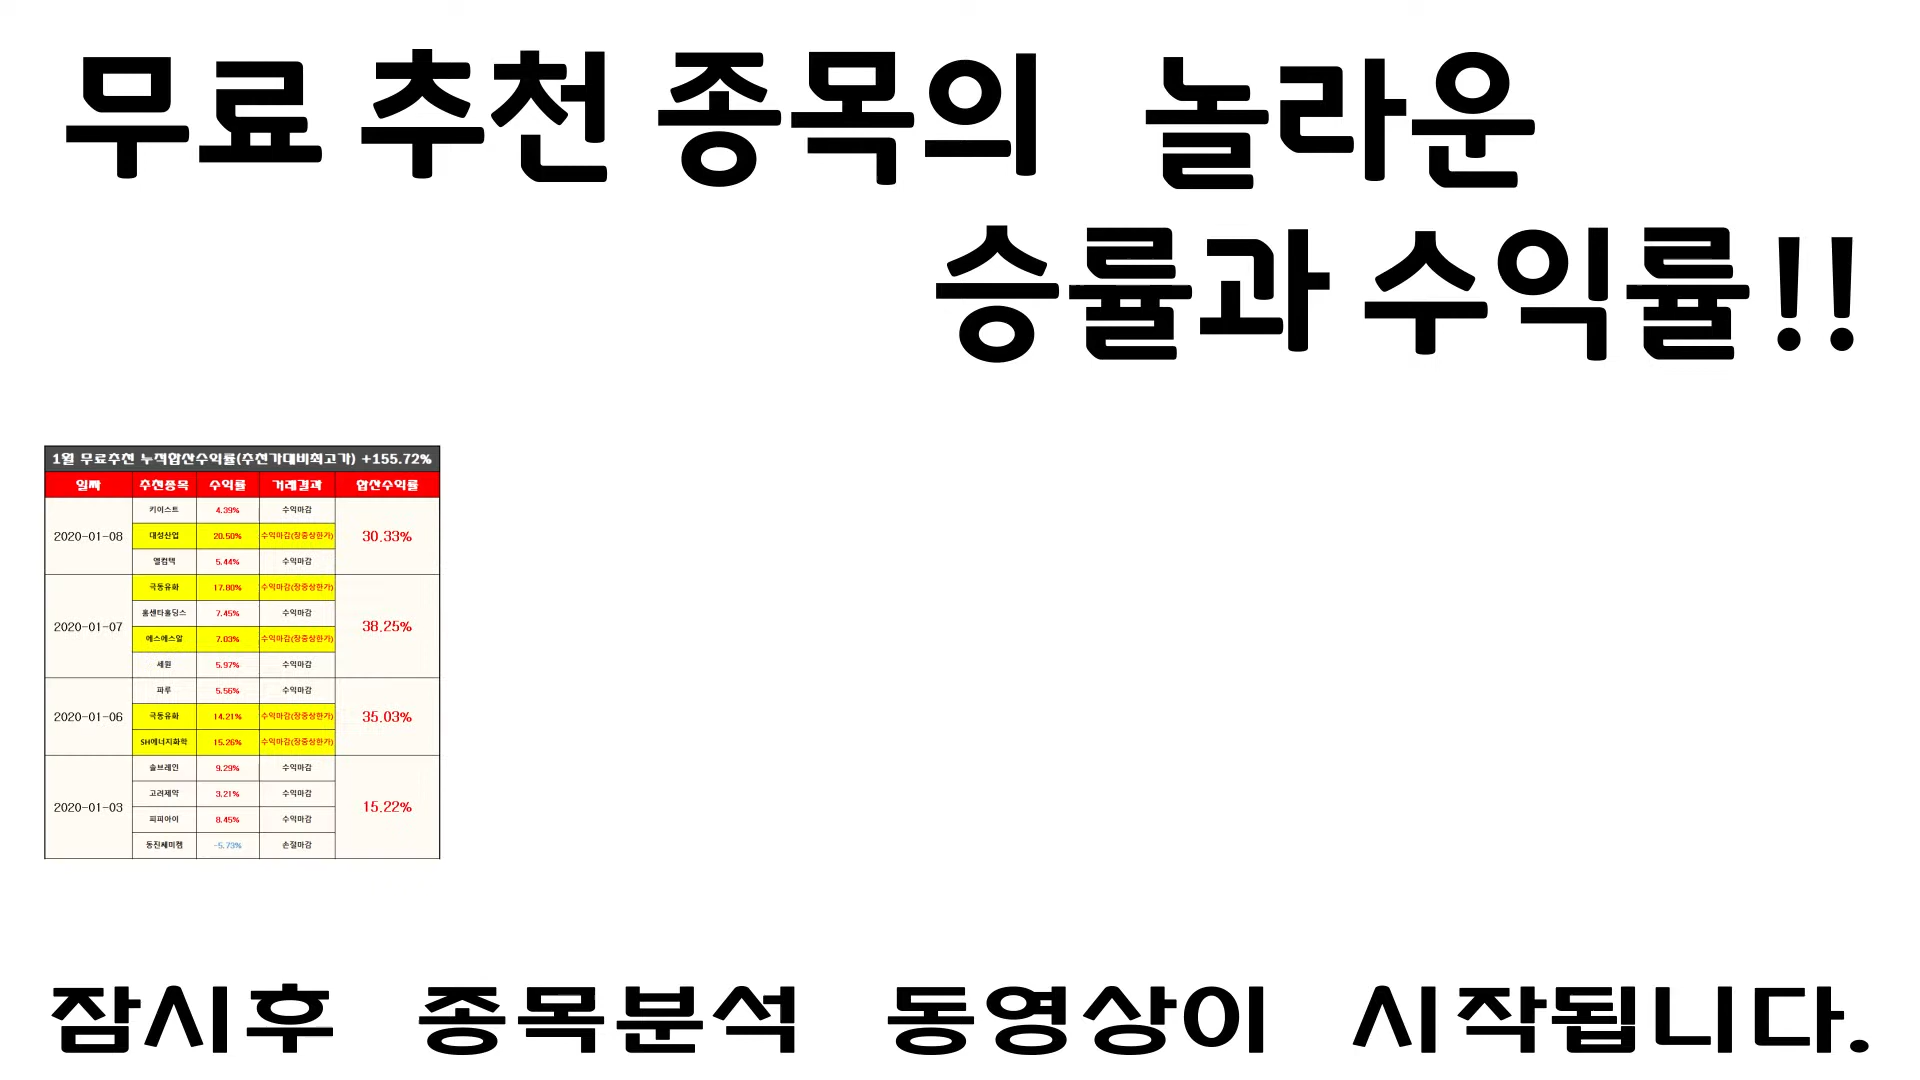 무료 추천 종목의 놀라운
승률과 수익률!!
1월 무료추천 누적합산수익률(추천가대비최고가) +155.72%
일짜 추천종목 수익률 거래결과 합산수익률
2020-01-08 키이스트 4.39% 수익마감 30.33%
대성산업 20.50% 수익마감(장중상한가)
엘컴텍 5.44% 수익마감
2020-01-07 극동유화 17.80% 수익마감(장중상한가) 38.25%
홈센타홀딩스 7.45% 수익마감
에스에스알 7.03% 수익마감(장중상한가)
세원 5.97% 수익마감
2020-01-06 파루 5.56% 수익마감 35.03%
극동유화 14.21% 수익마감(장중상한가)
SH에너지화학 15.26% 수익마감(장중상한가)
2020-01-03 솔브레인 9.29% 수익마감 15.22%
고려제약 3.21% 수익마감
피피아이 8.45% 수익마감
동진쎄미켐 -5.73% 손절마감
잠시후 종목분석 동영상이 시작됩니다.